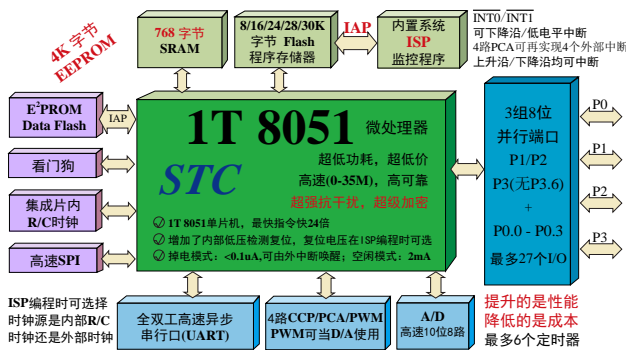 4K 字节
EEPROM
768 字节
SRAM
8/16/24/28/30K
字节 Flash
程序存储器
IAP
内置系统
ISP
监控程序
INT0/INT1
可下降沿/低电平中断
4路PCA可再实现4个外部中断
上升沿/下降沿均可中断
E²PROM
Data Flash
IAP
看门狗
集成片内
R/C时钟
高速SPI
1T 8051 微处理器
STC
超低功耗，超低价
高速(0-35M)，高可靠
超强抗干扰，超级加密
1T 8051单片机，最快指令快24倍
增加了内部低压检测复位，复位电压在ISP编程时可选
掉电模式：<0.1uA,可由外中断唤醒；空闲模式：2mA
3组8位
并行端口
P1/P2
P3(无P3.6)
+
P0.0 - P0.3
最多27个I/O
P0
P1
P2
P3
ISP编程时可选择
时钟源是内部R/C
时钟还是外部时钟
全双工高速异步
串行口(UART)
4路CCP/PCA/PWM
PWM可当D/A使用
A/D
高速10位8路
提升的是性能
降低的是成本
最多6个定时器